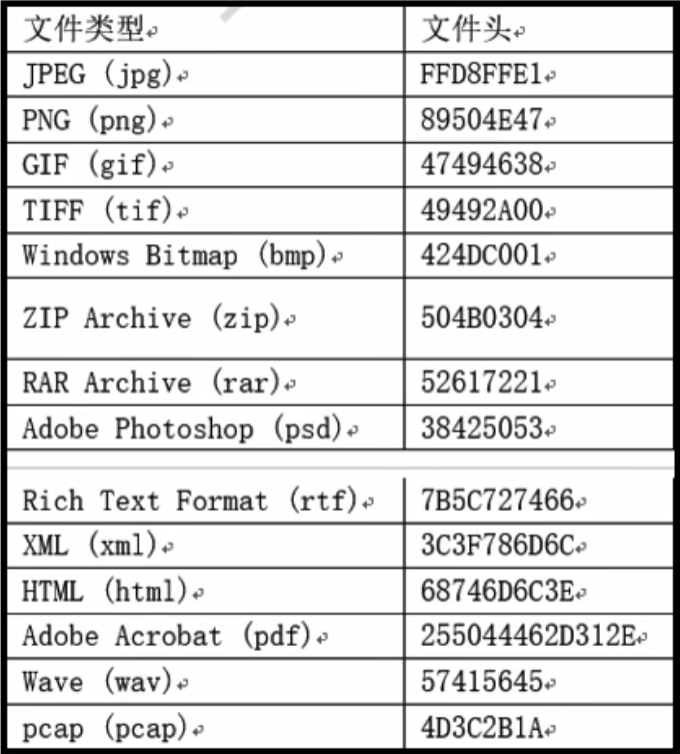 文件类型 文件头
JPEG (jpg) FFD8FFE1
PNG (png) 89504E47
GIF (gif) 47494638
TIFF (tif) 49492A00
Windows Bitmap (bmp) 424DC001
ZIP Archive (zip) 504B0304
RAR Archive (rar) 52617221
Adobe Photoshop (psd) 38425053
Rich Text Format (rtf) 7B5C727466
XML (xml) 3C3F786D6C
HTML (html) 68746D6C3E
Adobe Acrobat (pdf) 255044462D312E
Wave (wav) 57415645
pcap (pcap) 4D3C2B1A